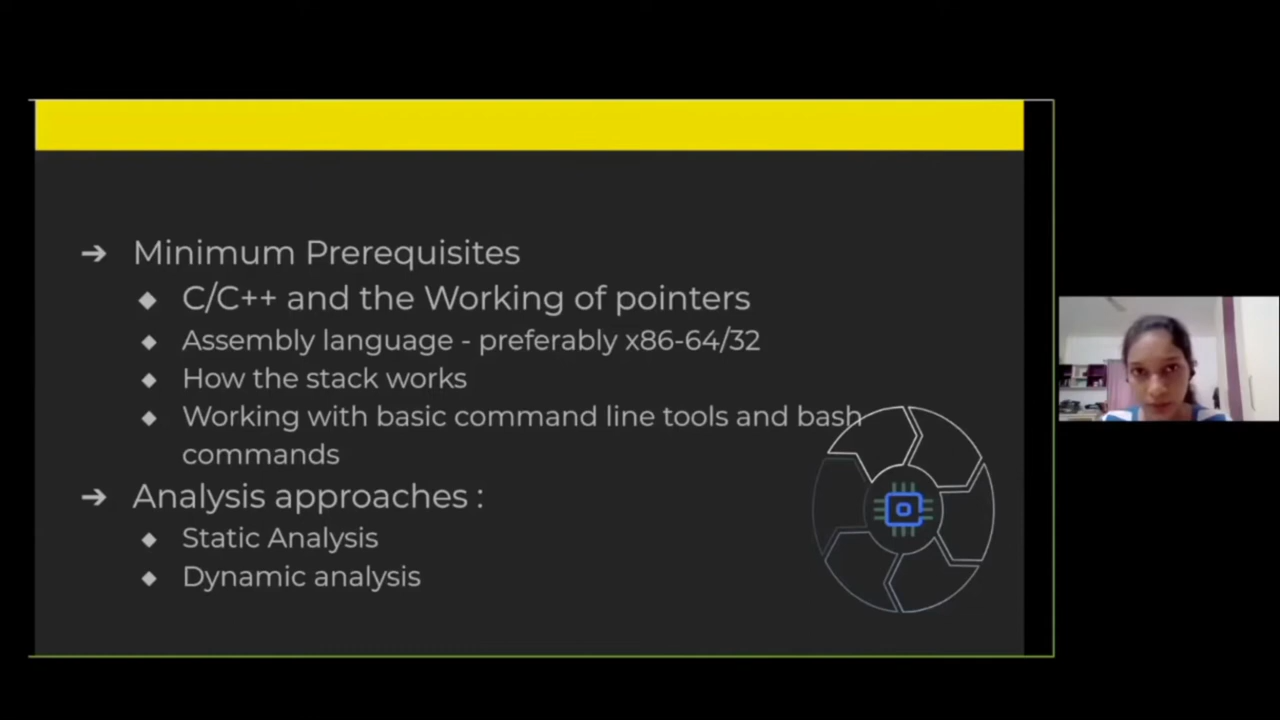 ➔ Minimum Prerequisites
◆ C/C++ and the Working of pointers
◆ Assembly language - preferably x86-64/32
◆ How the stack works
◆ Working with basic command line tools and bash
commands
➔ Analysis approaches :
◆ Static Analysis
◆ Dynamic analysis